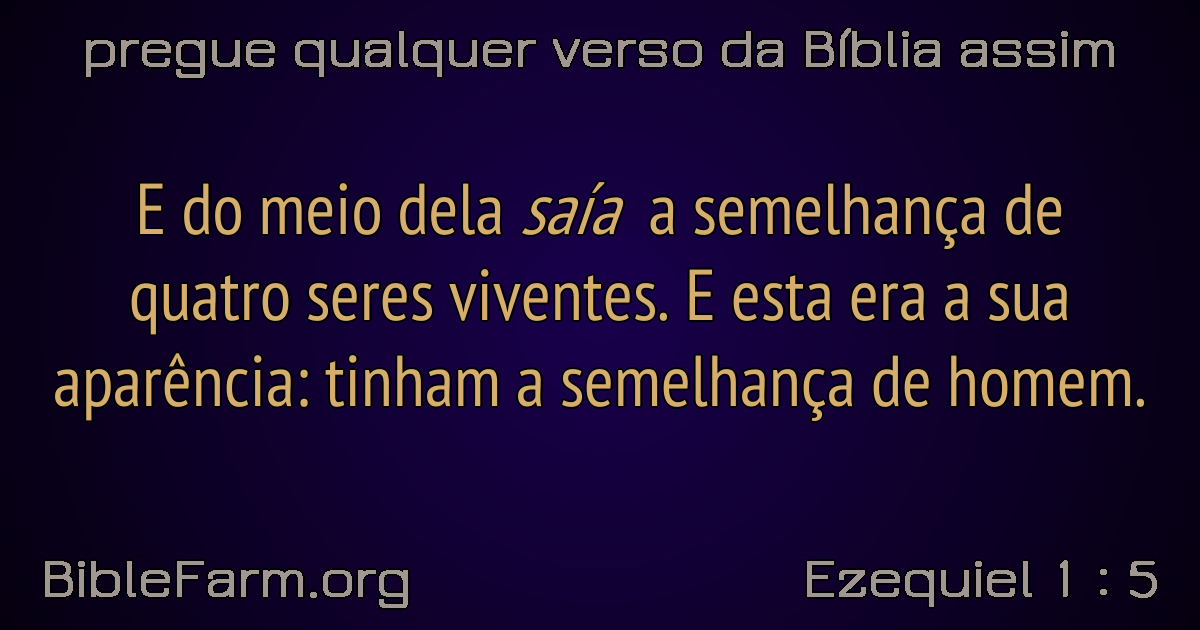 pregue qualquer verso da Bíblia assim
E do meio dela saía a semelhança de
quatro seres viventes. E esta era a sua
aparência: tinham a semelhança de homem.
BibleFarm.org
Ezequiel 1 : 5